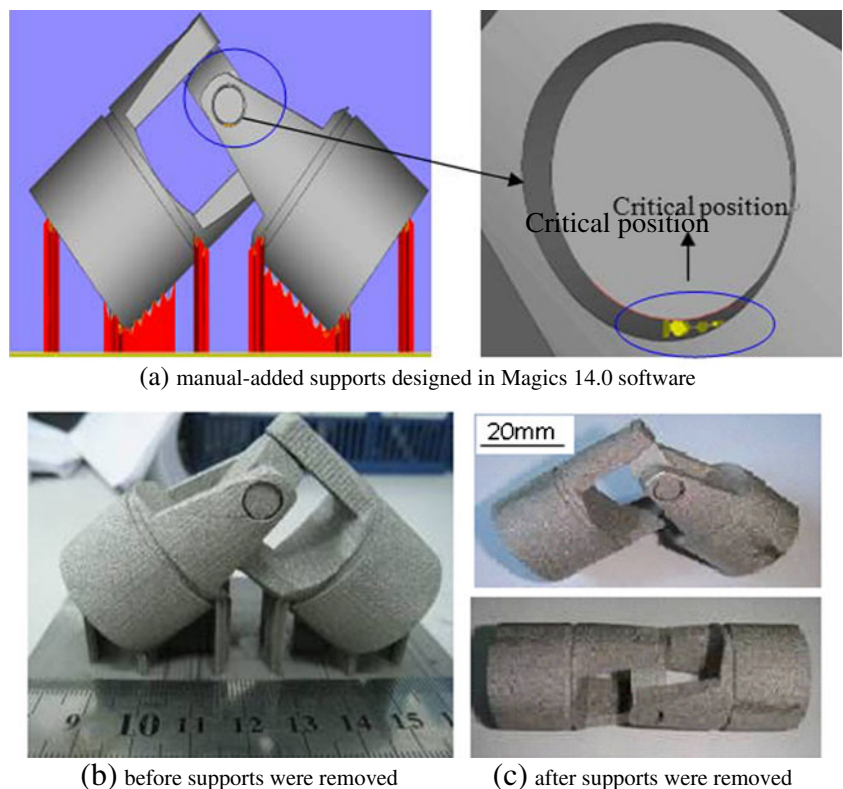 Critical position
Critical position
(a) manual-added supports designed in Magics 14.0 software
20mm
9 10 11 12 13 14 15
(b) before supports were removed
(c) after supports were removed